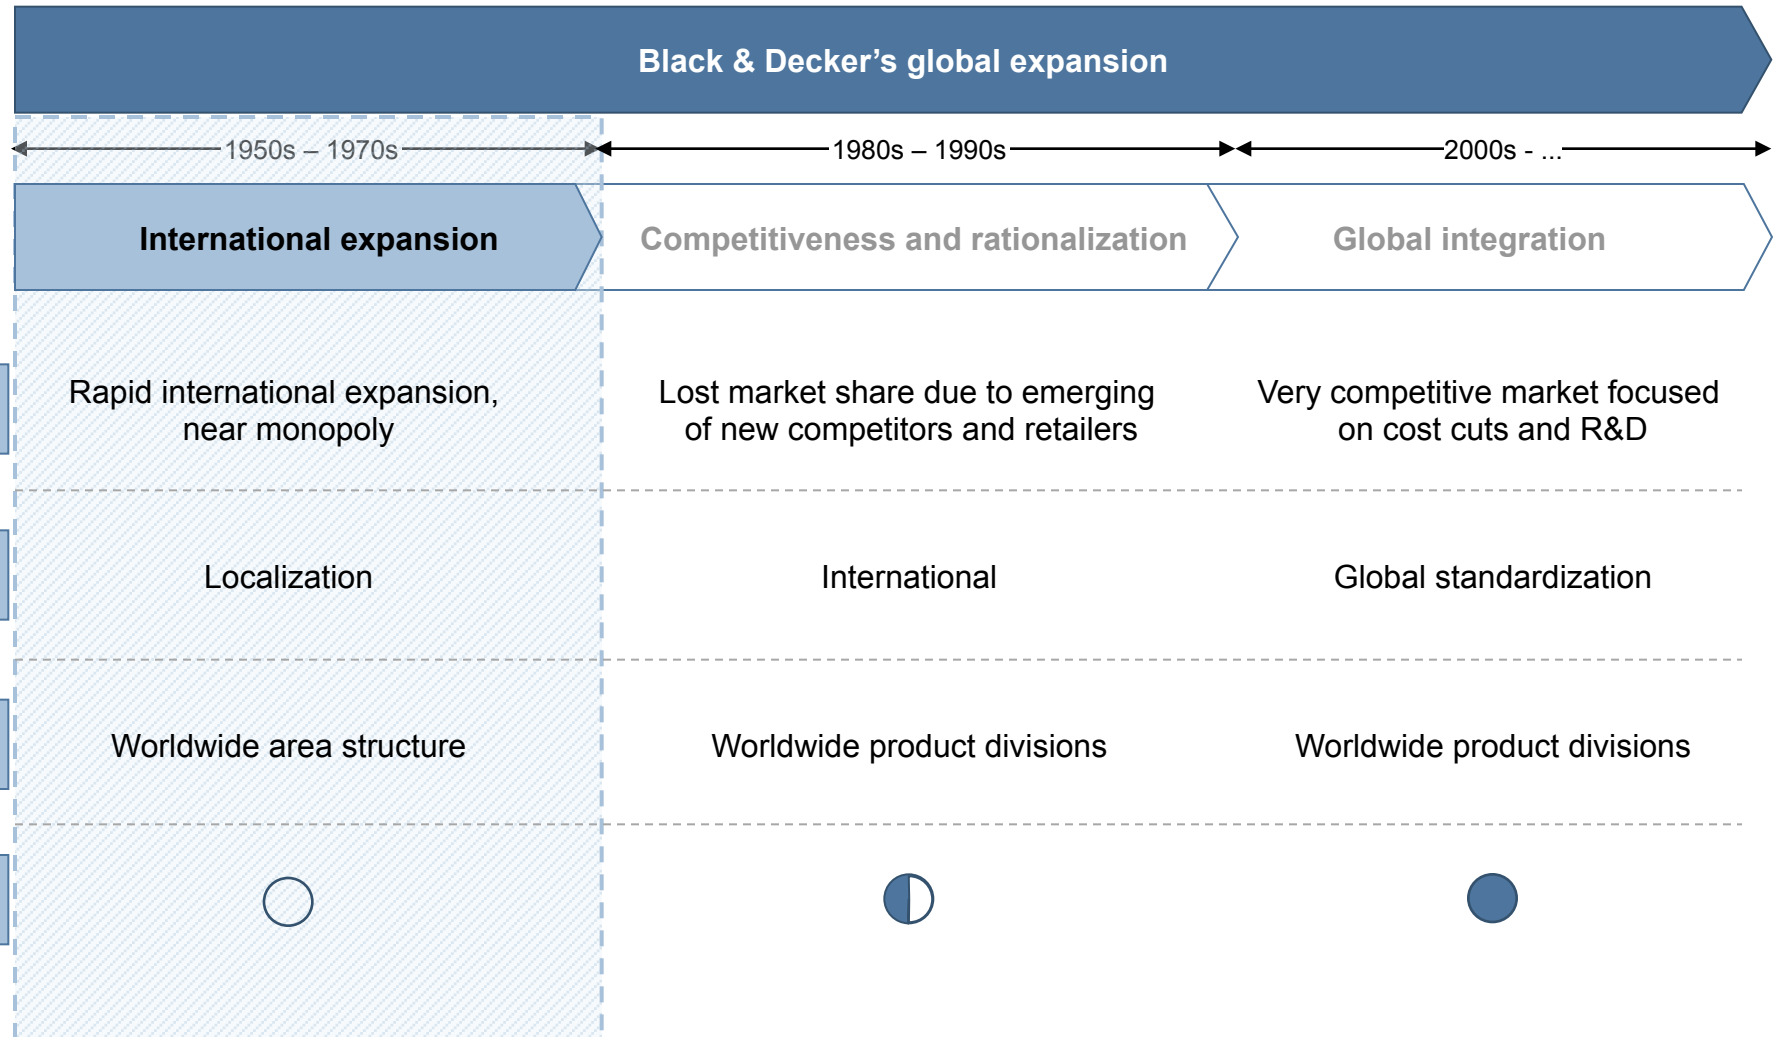 Black & Decker’s global expansion
1950s – 1970s
1980s – 1990s
2000s - ...
International expansion
Competitiveness and rationalization
Global integration
Rapid international expansion,
near monopoly
Lost market share due to emerging
of new competitors and retailers
Very competitive market focused
on cost cuts and R&D
Localization
International
Global standardization
Worldwide area structure
Worldwide product divisions
Worldwide product divisions